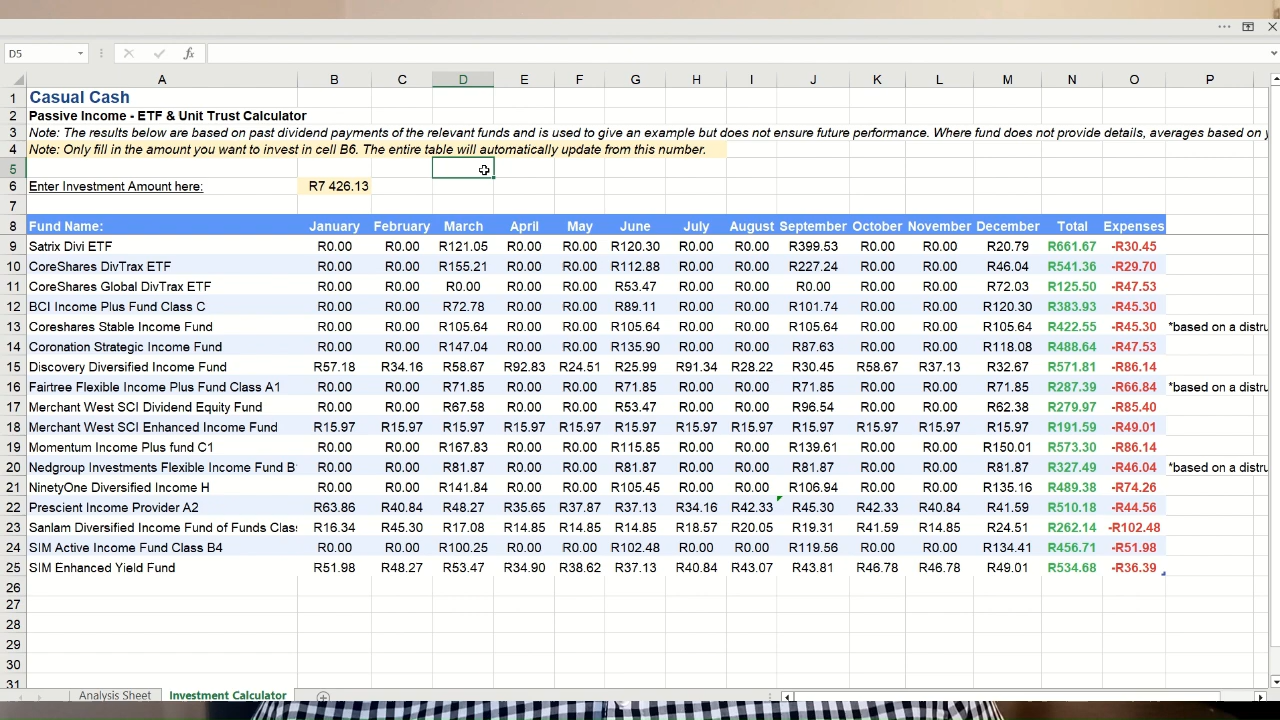 D5
fx
A B C D E F G H I J K L M N O P
1 Casual Cash
2 Passive Income - ETF & Unit Trust Calculator
3 Note: The results below are based on past dividend payments of the relevant funds and is used to give an example but does not ensure future performance. Where fund does not provide details, averages based on
4 Note: Only fill in the amount you want to invest in cell B6. The entire table will automatically update from this number.
5
6 Enter Investment Amount here: R7 426.13
7
8 Fund Name: January February March April May June July August September October November December Total Expenses
9 Satrix Divi ETF R0.00 R0.00 R121.05 R0.00 R0.00 R120.30 R0.00 R0.00 R399.53 R0.00 R0.00 R20.79 R661.67 -R30.45
10 CoreShares DivTrax ETF R0.00 R0.00 R155.21 R0.00 R0.00 R112.88 R0.00 R0.00 R227.24 R0.00 R0.00 R46.04 R541.36 -R29.70
11 CoreShares Global DivTrax ETF R0.00 R0.00 R0.00 R0.00 R0.00 R53.47 R0.00 R0.00 R0.00 R0.00 R0.00 R72.03 R125.50 -R47.53
12 BCI Income Plus Fund Class C R0.00 R0.00 R72.78 R0.00 R0.00 R89.11 R0.00 R0.00 R101.74 R0.00 R0.00 R120.30 R383.93 -R45.30
13 Coreshares Stable Income Fund R0.00 R0.00 R105.64 R0.00 R0.00 R105.64 R0.00 R0.00 R105.64 R0.00 R0.00 R105.64 R422.55 -R45.30 *based on a distru
14 Coronation Strategic Income Fund R0.00 R0.00 R147.04 R0.00 R0.00 R135.90 R0.00 R0.00 R87.63 R0.00 R0.00 R118.08 R488.64 -R47.53
15 Discovery Diversified Income Fund R57.18 R34.16 R58.67 R92.83 R24.51 R25.99 R91.34 R28.22 R30.45 R58.67 R37.13 R32.67 R571.81 -R86.14
16 Fairtree Flexible Income Plus Fund Class A1 R0.00 R0.00 R71.85 R0.00 R0.00 R71.85 R0.00 R0.00 R71.85 R0.00 R0.00 R71.85 R287.39 -R66.84 *based on a distru
17 Merchant West SCI Dividend Equity Fund R0.00 R0.00 R67.58 R0.00 R0.00 R53.47 R0.00 R0.00 R96.54 R0.00 R0.00 R62.38 R279.97 -R85.40
18 Merchant West SCI Enhanced Income Fund R15.97 R15.97 R15.97 R15.97 R15.97 R15.97 R15.97 R15.97 R15.97 R15.97 R15.97 R15.97 R191.59 -R49.01
19 Momentum Income Plus fund C1 R0.00 R0.00 R167.83 R0.00 R0.00 R115.85 R0.00 R0.00 R139.61 R0.00 R0.00 R150.01 R573.30 -R86.14
20 Nedgroup Investments Flexible Income Fund B R0.00 R0.00 R81.87 R0.00 R0.00 R81.87 R0.00 R0.00 R81.87 R0.00 R0.00 R81.87 R327.49 -R46.04 *based on a distru
21 NinetyOne Diversified Income H R0.00 R0.00 R141.84 R0.00 R0.00 R105.45 R0.00 R0.00 R106.94 R0.00 R0.00 R135.16 R489.38 -R74.26
22 Prescient Income Provider A2 R63.86 R40.84 R48.27 R35.65 R37.87 R37.13 R34.16 R42.33 R45.30 R42.33 R40.84 R41.59 R510.18 -R44.56
23 Sanlam Diversified Income Fund of Funds Clas R16.34 R45.30 R17.08 R14.85 R14.85 R14.85 R18.57 R20.05 R19.31 R41.59 R14.85 R24.51 R262.14 -R102.48
24 SIM Active Income Fund Class B4 R0.00 R0.00 R100.25 R0.00 R0.00 R102.48 R0.00 R0.00 R119.56 R0.00 R0.00 R134.41 R456.71 -R51.98
25 SIM Enhanced Yield Fund R51.98 R48.27 R53.47 R34.90 R38.62 R37.13 R40.84 R43.07 R43.81 R46.78 R46.78 R49.01 R534.68 -R36.39
26
27
28
29
30
31
Analysis Sheet Investment Calculator